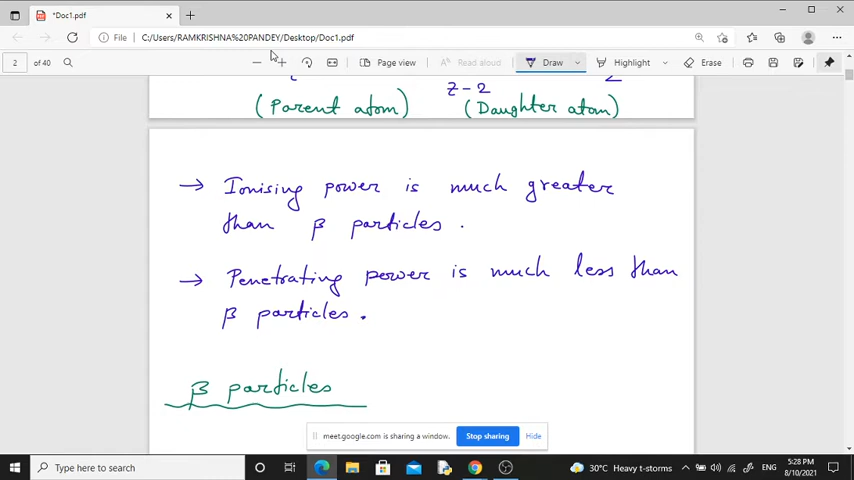 *Doc1.pdf
File
C:/Users/RAMKRISHNA%20PANDEY/Desktop/Doc1.pdf
2 of 40
Page view
Read aloud
Draw
Highlight
Erase
z-2
(Parent atom) (Daughter atom)
→ Ionising power is much greater
than β particles.
→ Penetrating power is much less than
β particles.
β particles
meet.google.com is sharing a window. Stop sharing Hide
Type here to search
30°C Heavy t-storms
ENG
5:28 PM
8/10/2021